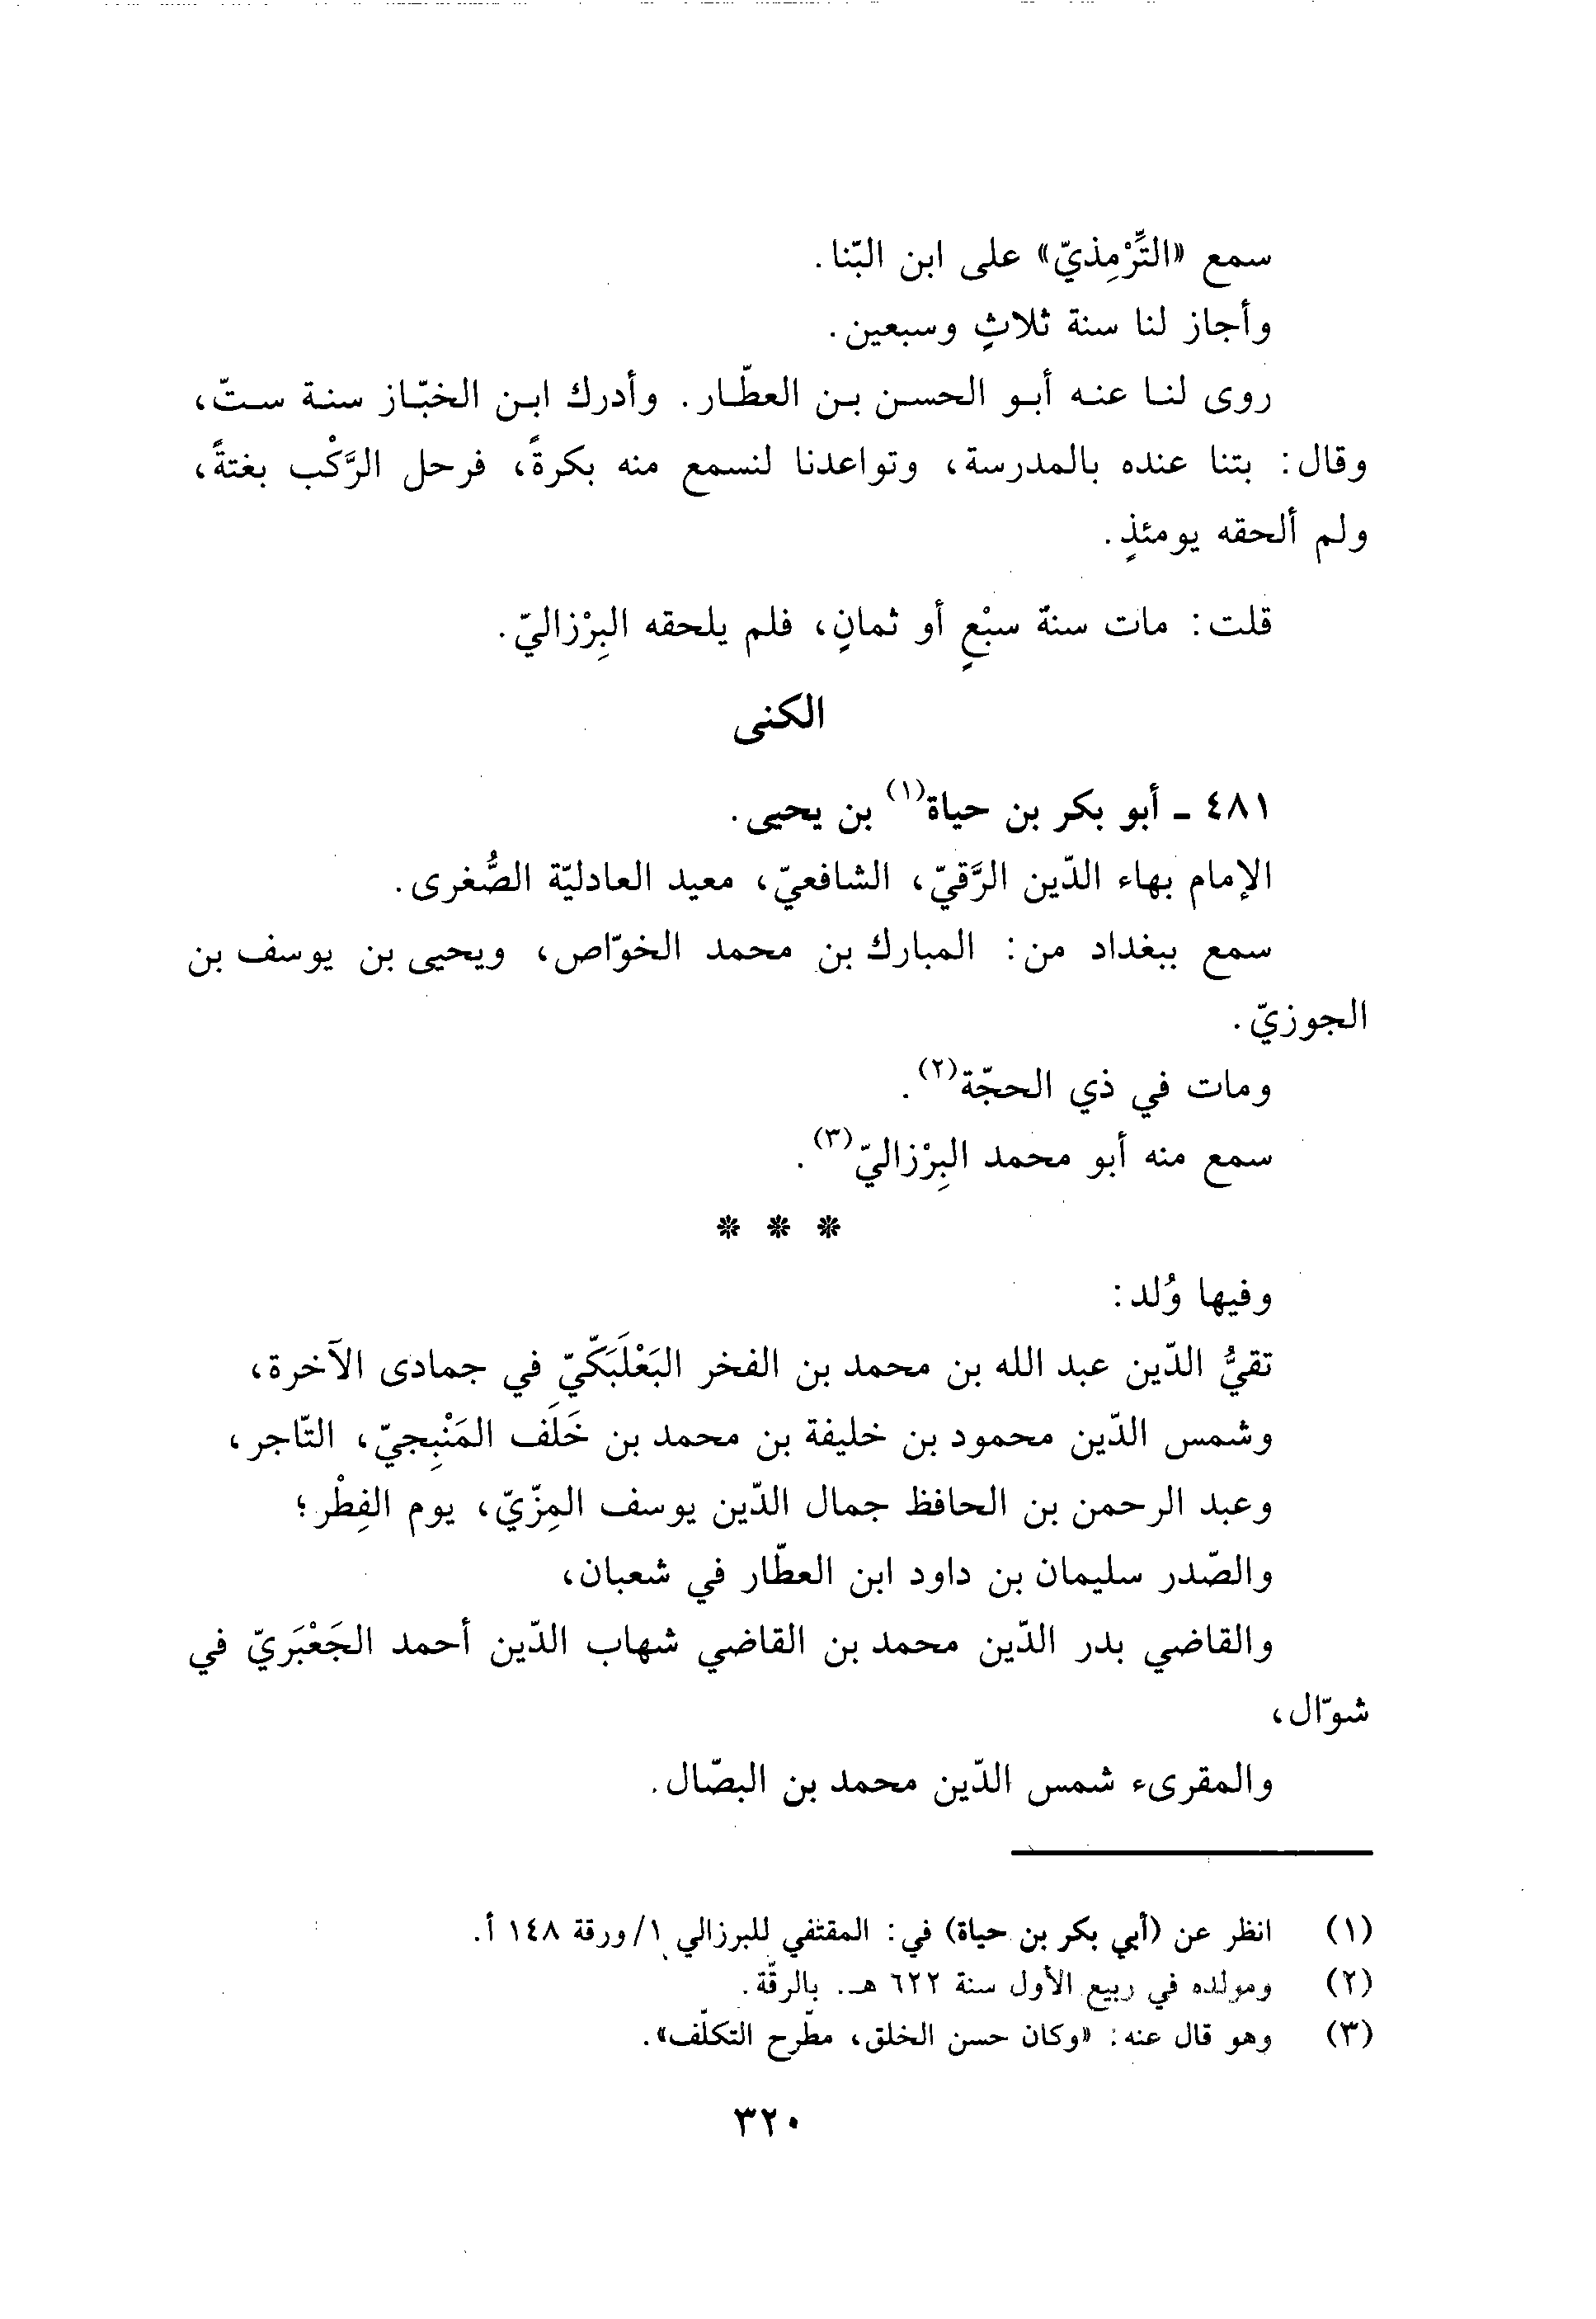 سمع «التِّرْمِذيّ» على ابن البّنا.
وأجاز لنا سنة ثلاثٍ وسبعين.
روى لنا عنه أبو الحسن بن العطّار. وأدرك ابن الخبّاز سنة ستّ،
وقال: بتنا عنده بالمدرسة، وتواعدنا لنسمع منه بكرةً، فرحل الرَّكْب بغتةً،
ولم ألحقه يومئذٍ.
قلت: مات سنة سبْعٍ أو ثمانٍ، فلم يلحقه البِرْزاليّ.
الكنى
٤٨١ - أبو بكر بن حياة(١) بن يحيى.
الإمام بهاء الدّين الرَّقيّ، الشافعيّ، معيد العادليّة الصُّغرى.
سمع ببغداد من: المبارك بن محمد الخوّاص، ويحيى بن يوسف بن
الجوزيّ.
ومات في ذي الحجّة(٢).
سمع منه أبو محمد البِرْزاليّ(٣).
* * *
وفيها وُلد:
تقيُّ الدّين عبد الله بن محمد بن الفخر البَعْلَبَكّيّ في جمادى الآخرة،
وشمس الدّين محمود بن خليفة بن محمد بن خَلَف المَنْبِجيّ، التّاجر،
وعبد الرحمن بن الحافظ جمال الدّين يوسف المِزّيّ، يوم الفِطْر؛
والصّدر سليمان بن داود ابن العطّار في شعبان،
والقاضي بدر الدّين محمد بن القاضي شهاب الدّين أحمد الجَعْبَريّ في
شوّال،
والمقرىء شمس الدّين محمد بن البصّال.
(١) انظر عن (أبي بكر بن حياة) في: المقتفي للبرزالي ١/ورقة ١٤٨ أ.
(٢) ومولده في ربيع الأول سنة ٦٢٢ هـ. بالرقّة.
(٣) وهو قال عنه: «وكان حسن الخلق، مطّرح التكلّف».
٣٢٠